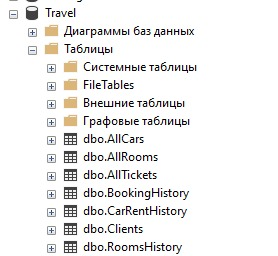 Travel
Диаграммы баз данных
Таблицы
Системные таблицы
FileTables
Внешние таблицы
Графовые таблицы
dbo.AllCars
dbo.AllRooms
dbo.AllTickets
dbo.BookingHistory
dbo.CarRentHistory
dbo.Clients
dbo.RoomsHistory